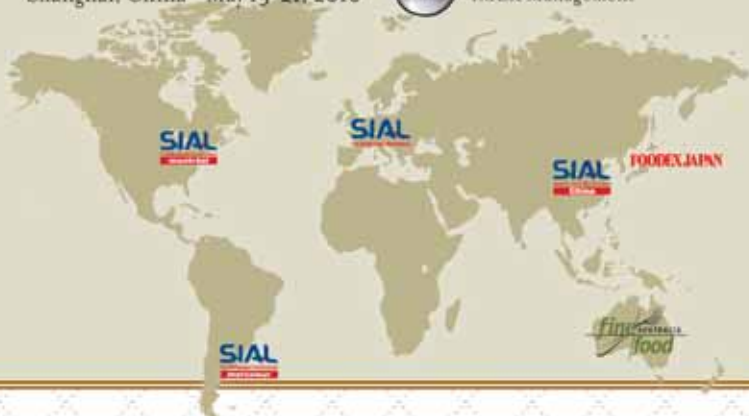 Shanghai, China
SIAL
montréal
SIAL
SIAL
China
FOODEX JAPAN
fine AUSTRALIA
food
SIAL
mercosur